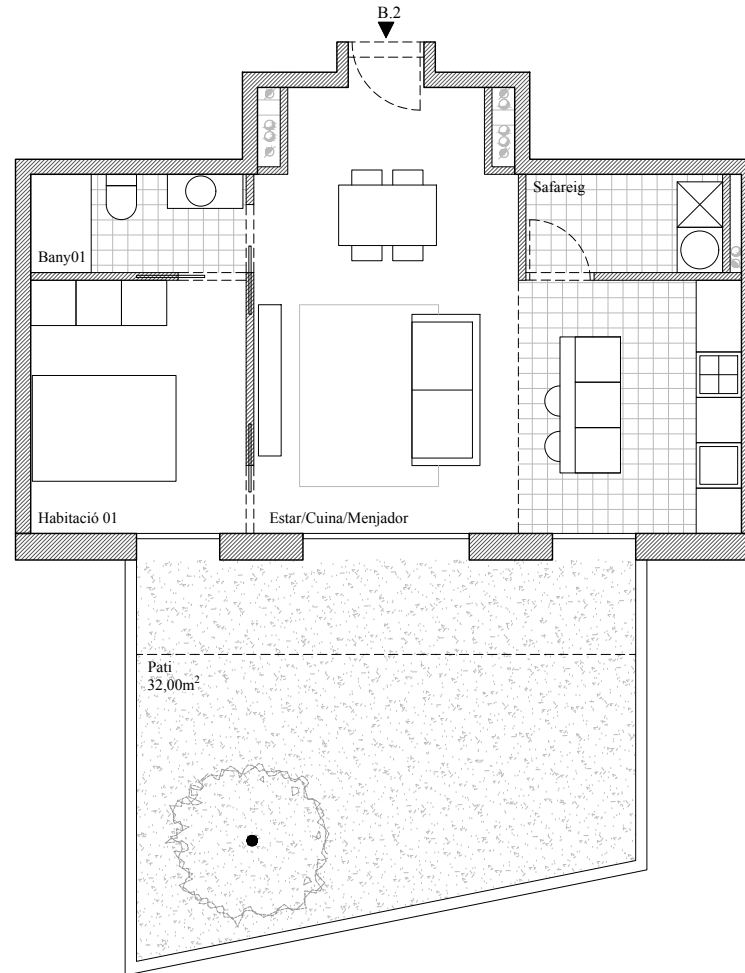 B.2
Safareig
Bany01
Habitació 01
Estar/Cuina/Menjador
Pati
32,00m²